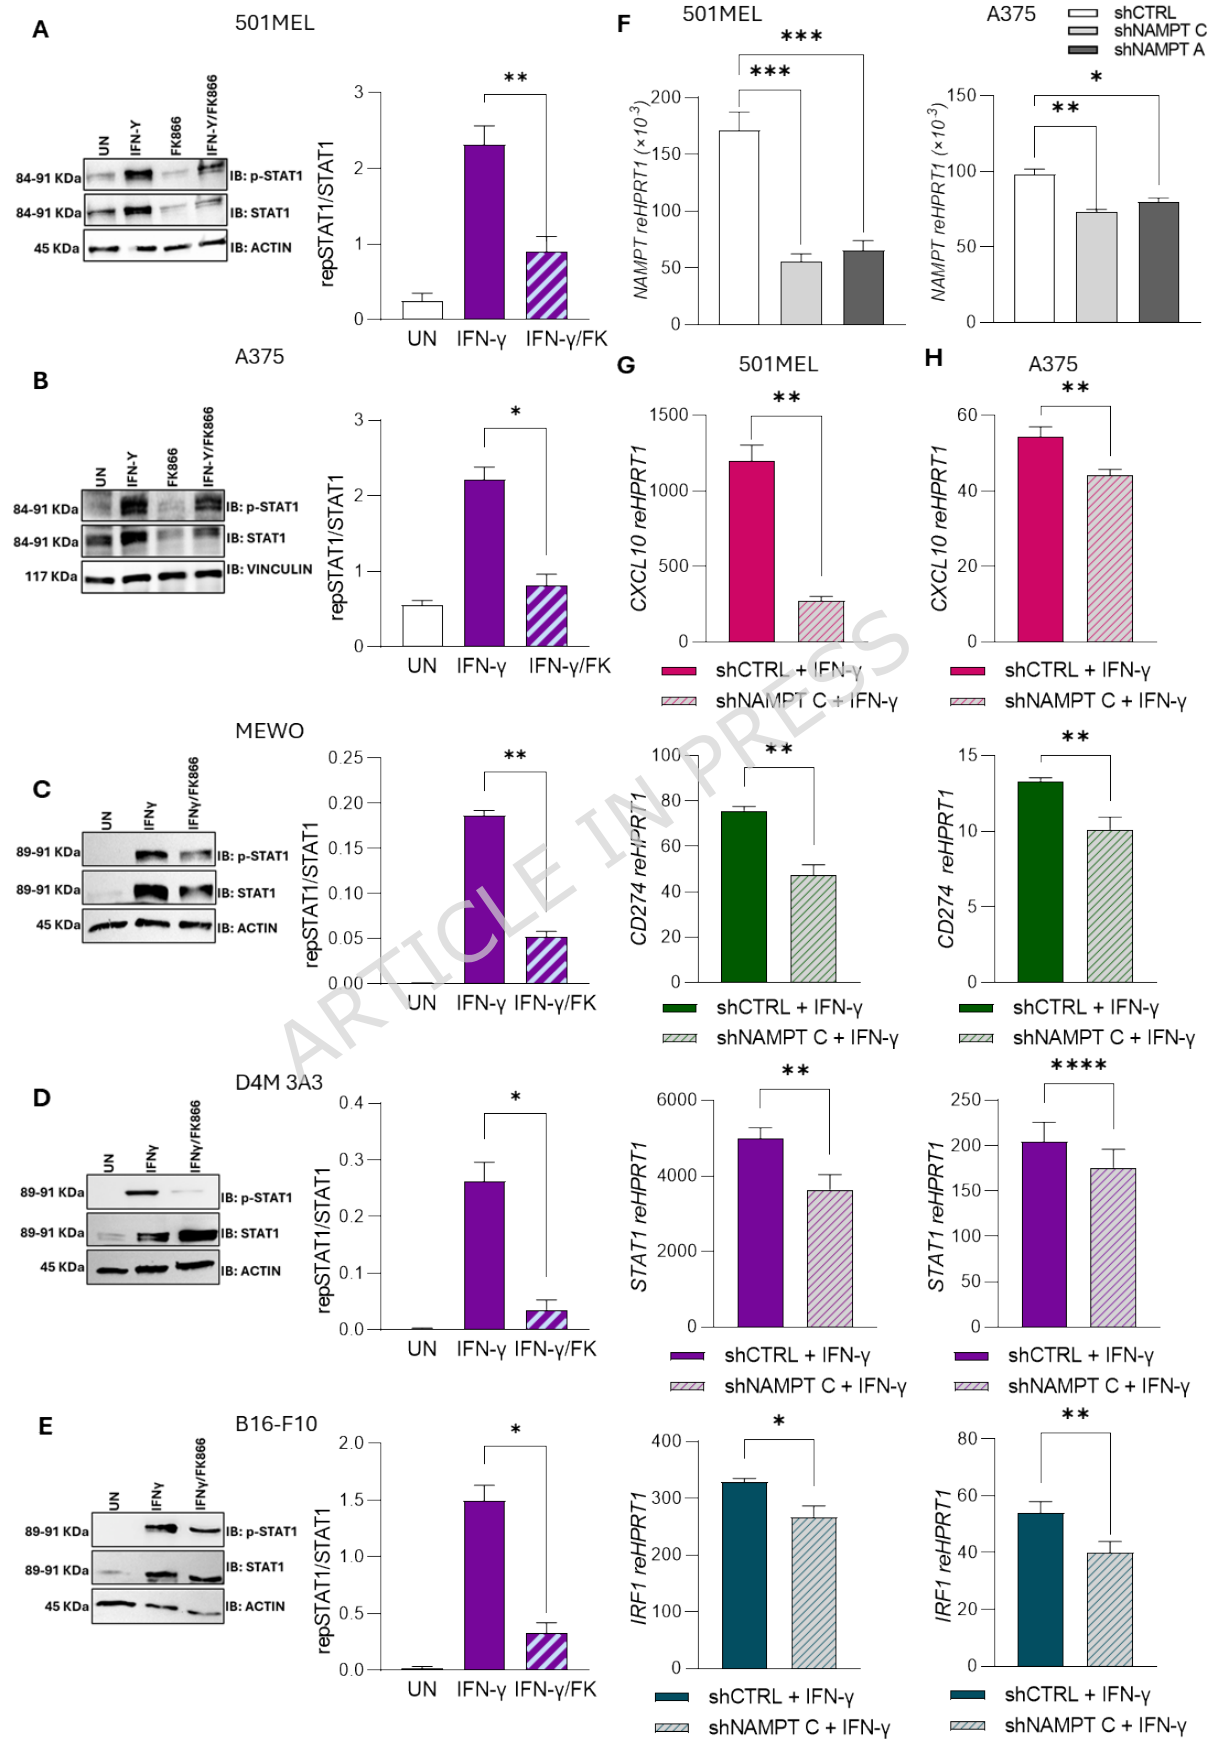 A
501MEL
UN
IFN-Y
FK866
IFN-Y/FK866
84-91 KDa
IB: p-STAT1
84-91 KDa
IB: STAT1
45 KDa
IB: ACTIN
repSTAT1/STAT1
3
2
1
0
**
UN
IFN-γ
IFN-γ/FK
B
A375
UN
IFN-Y
FK866
IFN-Y/FK866
84-91 KDa
IB: p-STAT1
84-91 KDa
IB: STAT1
117 KDa
IB: VINCULIN
repSTAT1/STAT1
3
2
1
0
*
UN
IFN-γ
IFN-γ/FK
C
MEWO
UN
IFNγ
IFNγ/FK866
89-91 KDa
IB: p-STAT1
89-91 KDa
IB: STAT1
45 KDa
IB: ACTIN
repSTAT1/STAT1
0.25
0.20
0.15
0.10
0.05
0.00
**
UN
IFN-γ
IFN-γ/FK
D
D4M 3A3
UN
IFNγ
IFNγ/FK866
89-91 KDa
IB: p-STAT1
89-91 KDa
IB: STAT1
45 KDa
IB: ACTIN
repSTAT1/STAT1
0.4
0.3
0.2
0.1
0.0
*
UN
IFN-γ
IFN-γ/FK
E
B16-F10
UN
IFNγ
IFNγ/FK866
89-91 KDa
IB: p-STAT1
89-91 KDa
IB: STAT1
45 KDa
IB: ACTIN
repSTAT1/STAT1
2.0
1.5
1.0
0.5
0.0
*
UN
IFN-γ
IFN-γ/FK
F
501MEL
NAMPT reHPRT1 (×10⁻³)
200
150
100
50
0
***
***
A375
shCTRL
shNAMPT C
shNAMPT A
NAMPT reHPRT1 (×10⁻³)
150
100
50
0
*
**
G
501MEL
CXCL10 reHPRT1
1500
1000
500
0
**
shCTRL + IFN-γ
shNAMPT C + IFN-γ
CD274 reHPRT1
100
80
60
40
20
0
**
shCTRL + IFN-γ
shNAMPT C + IFN-γ
STAT1 reHPRT1
6000
4000
2000
0
**
shCTRL + IFN-γ
shNAMPT C + IFN-γ
IRF1 reHPRT1
400
300
200
100
0
*
shCTRL + IFN-γ
shNAMPT C + IFN-γ
H
A375
CXCL10 reHPRT1
60
40
20
0
**
shCTRL + IFN-γ
shNAMPT C + IFN-γ
CD274 reHPRT1
15
10
5
0
**
shCTRL + IFN-γ
shNAMPT C + IFN-γ
STAT1 reHPRT1
250
200
150
100
50
0
****
shCTRL + IFN-γ
shNAMPT C + IFN-γ
IRF1 reHPRT1
80
60
40
20
0
**
shCTRL + IFN-γ
shNAMPT C + IFN-γ
ARTICLE IN PRESS